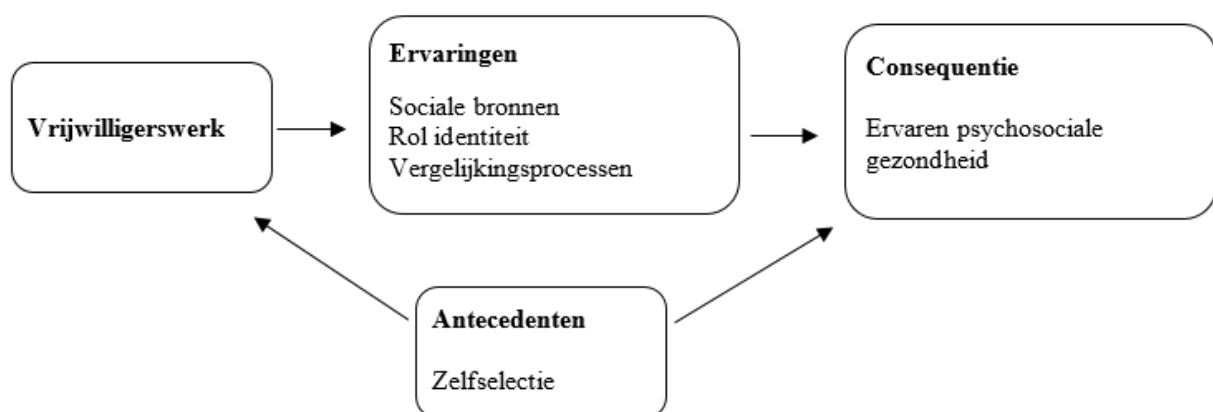 Vrijwilligerswerk
Ervaringen
Sociale bronnen
Rol identiteit
Vergelijkingsprocessen
Consequentie
Ervaren psychosociale
gezondheid
Antecedenten
Zelfselectie